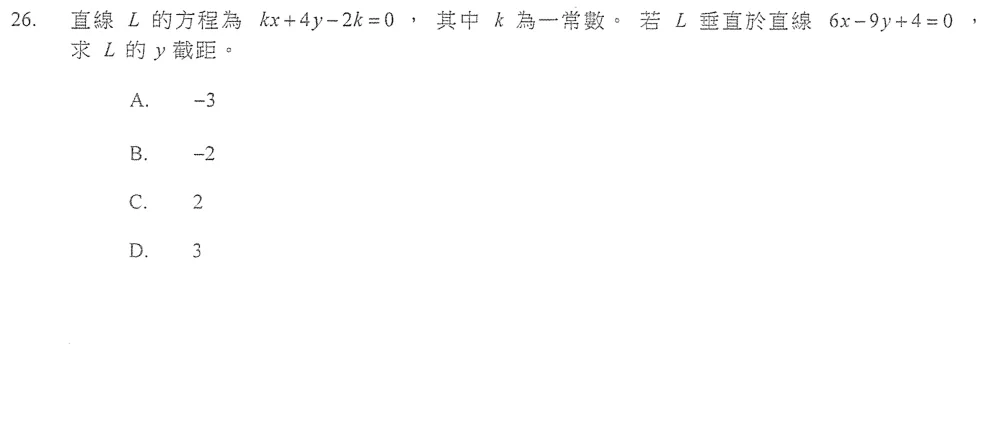 26. 直線 L 的方程為 kx+4y−2k=0 ， 其中 k 為一常數。 若 L 垂直於直線 6x−9y+4=0 ，
求 L 的 y 截距。
A. −3
B. −2
C. 2
D. 3